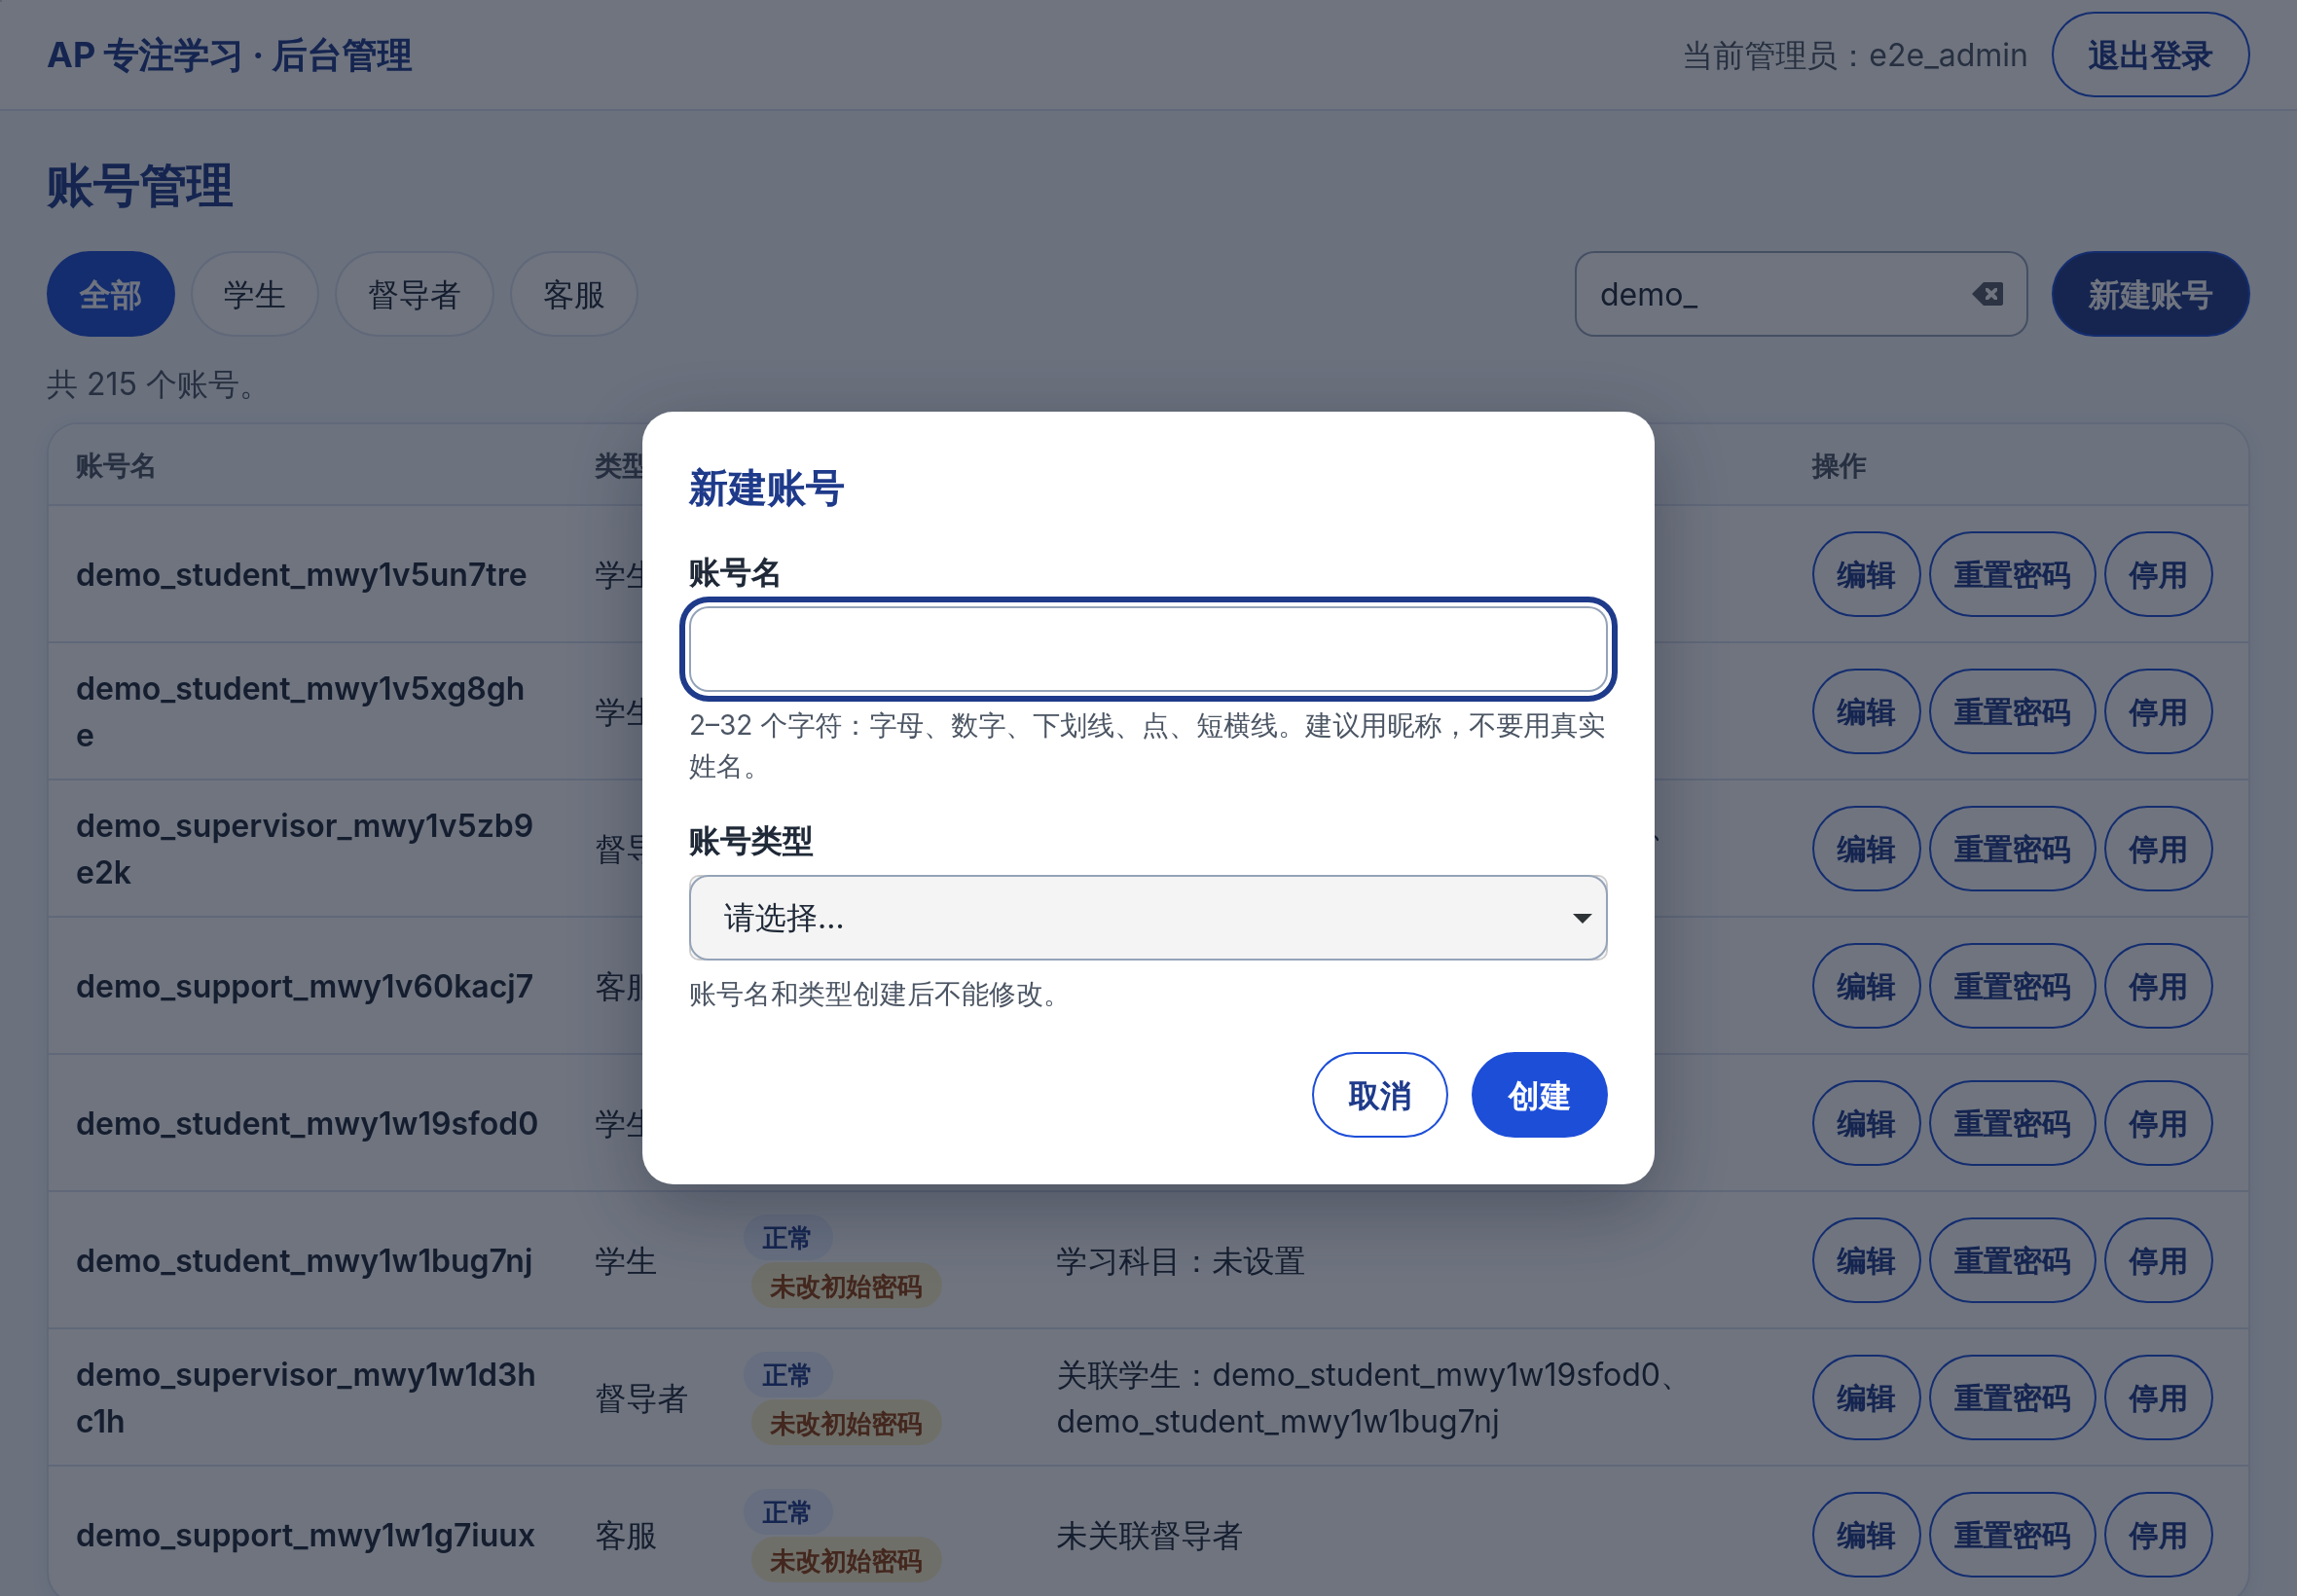 AP 专注学习 · 后台管理
当前管理员：e2e_admin
退出登录
账号管理
全部
学生
督导者
客服
demo_
新建账号
共 215 个账号。
账号名
类型
操作
demo_student_mwy1v5un7tre
学生
编辑
重置密码
停用
demo_student_mwy1v5xg8gh
e
学生
编辑
重置密码
停用
demo_supervisor_mwy1v5zb9
e2k
督导
编辑
重置密码
停用
demo_support_mwy1v60kacj7
客服
编辑
重置密码
停用
demo_student_mwy1w19sfod0
学生
编辑
重置密码
停用
新建账号
账号名
2–32 个字符：字母、数字、下划线、点、短横线。建议用昵称，不要用真实
姓名。
账号类型
请选择...
账号名和类型创建后不能修改。
取消
创建
demo_student_mwy1w1bug7nj
学生
正常
未改初始密码
学习科目：未设置
编辑
重置密码
停用
demo_supervisor_mwy1w1d3h
c1h
督导者
正常
未改初始密码
关联学生：demo_student_mwy1w19sfod0、
demo_student_mwy1w1bug7nj
编辑
重置密码
停用
demo_support_mwy1w1g7iuux
客服
正常
未改初始密码
未关联督导者
编辑
重置密码
停用